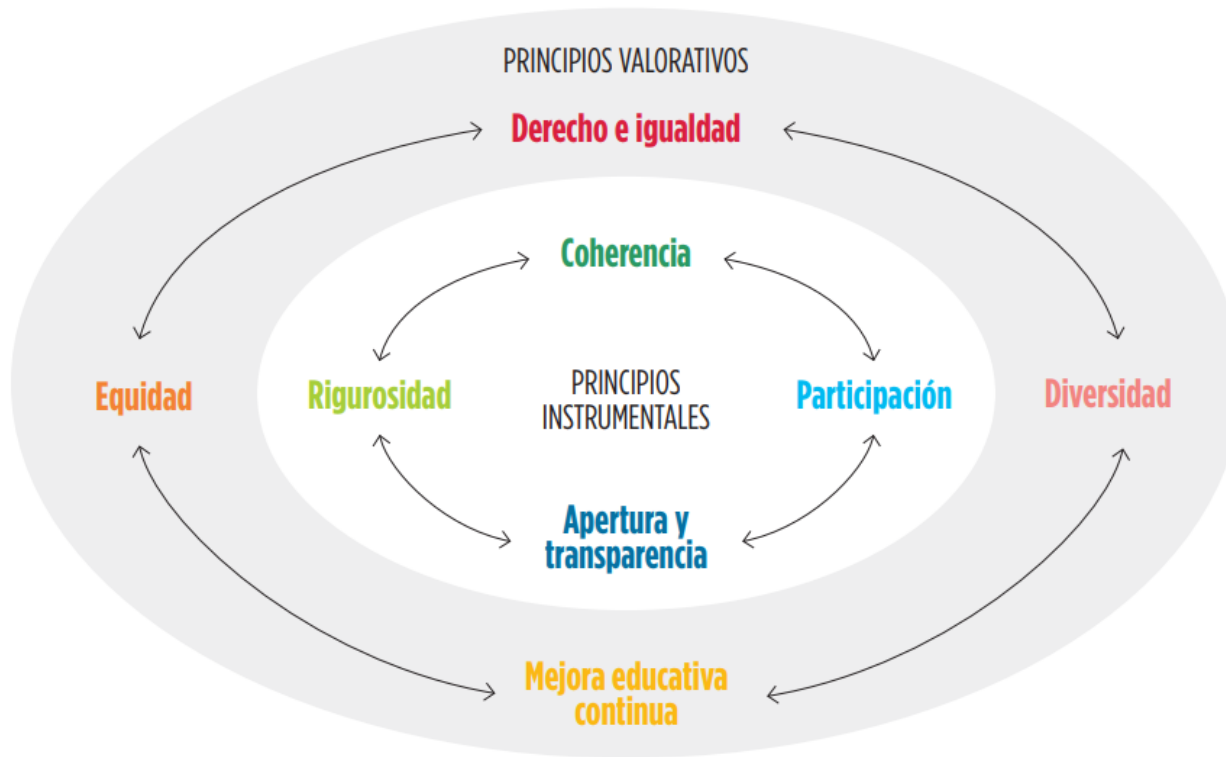 PRINCIPIOS VALORATIVOS
Derecho e igualdad
Coherencia
Equidad
Rigurosidad
PRINCIPIOS
INSTRUMENTALES
Participación
Diversidad
Apertura y
transparencia
Mejora educativa
continua